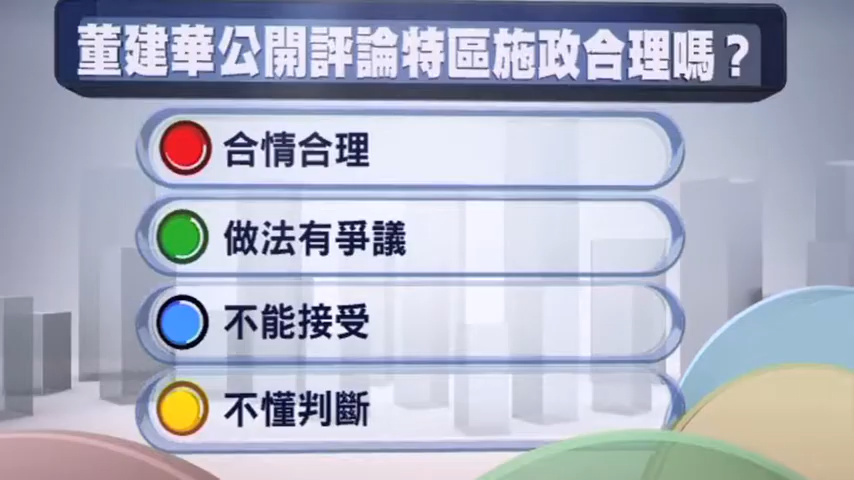 董建華公開評論特區施政合理嗎？
合情合理
做法有爭議
不能接受
不懂判斷